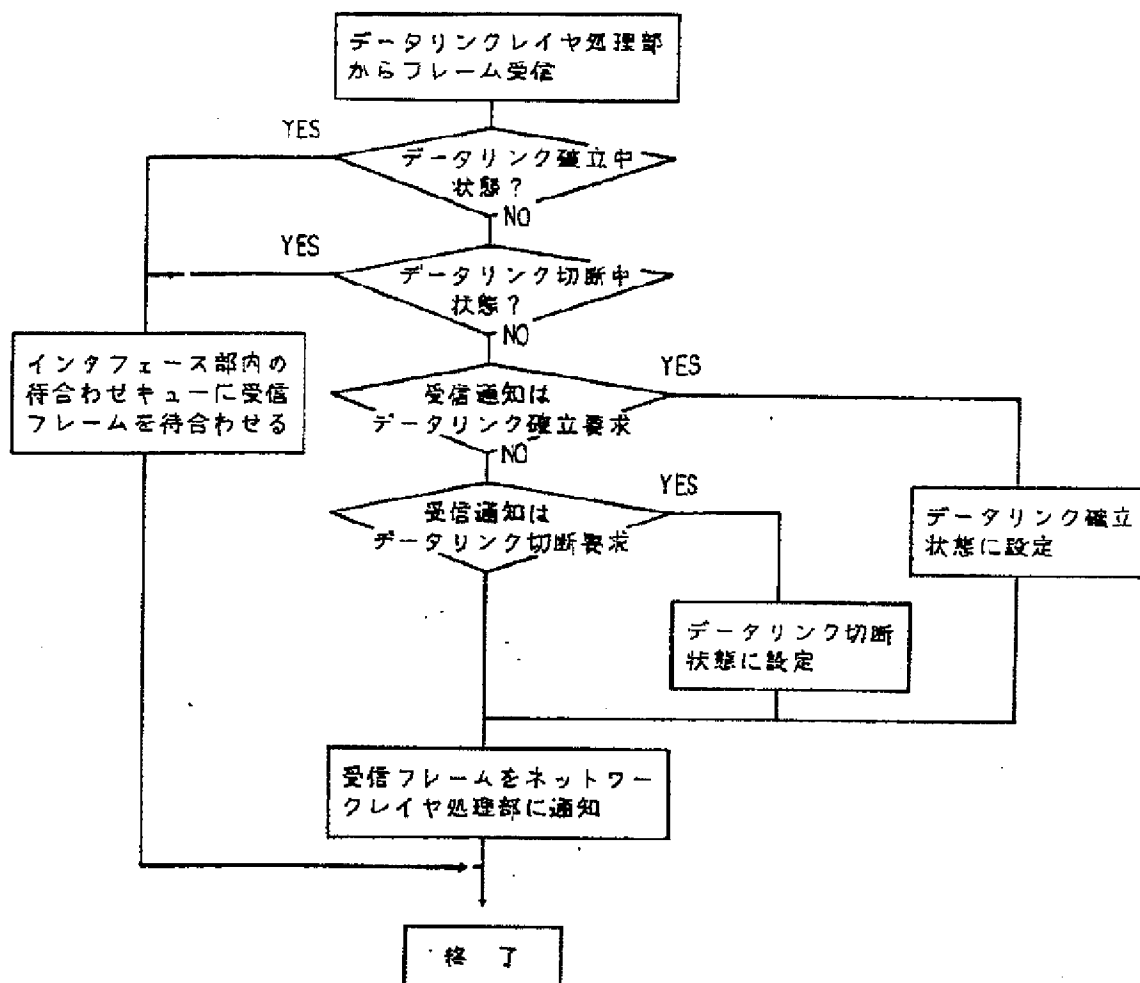 データリンクレイヤ処理部
からフレーム受信
YES
データリンク確立中
状態?
NO
YES
データリンク切断中
状態?
NO
インタフェース部内の
待合わせキューに受信
フレームを待合わせる
YES
受信通知は
データリンク確立要求
NO
YES
受信通知は
データリンク切断要求
データリンク確立
状態に設定
データリンク切断
状態に設定
受信フレームをネットワー
クレイヤ処理部に通知
終 了